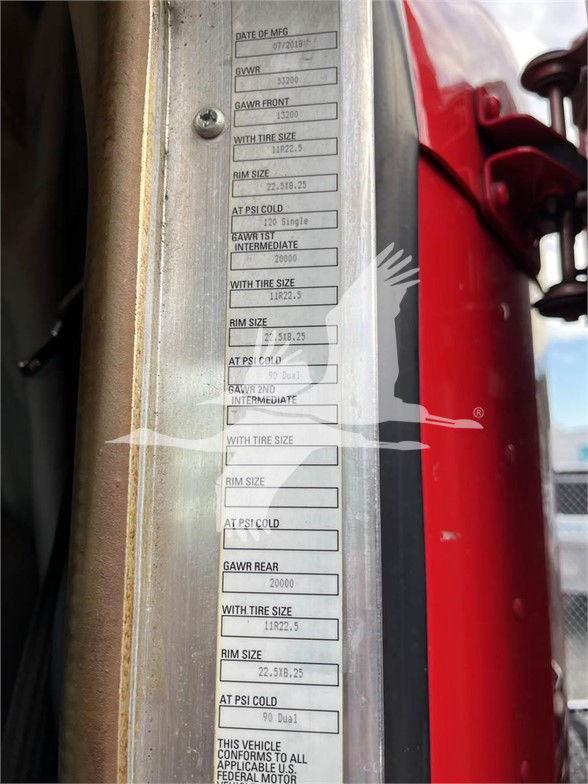 DATE OF MFG
07/2018
GVWR
53200
GAWR FRONT
13200
WITH TIRE SIZE
11R22.5
RIM SIZE
22.5X8.25
AT PSI COLD
120 Single
GAWR 1ST
INTERMEDIATE
20000
WITH TIRE SIZE
11R22.5
RIM SIZE
22.5X8.25
AT PSI COLD
90 Dual
GAWR 2ND
INTERMEDIATE
WITH TIRE SIZE
RIM SIZE
AT PSI COLD
GAWR REAR
20000
WITH TIRE SIZE
11R22.5
RIM SIZE
22.5X8.25
AT PSI COLD
90 Dual
THIS VEHICLE
CONFORMS TO ALL
APPLICABLE U.S.
FEDERAL MOTOR
®